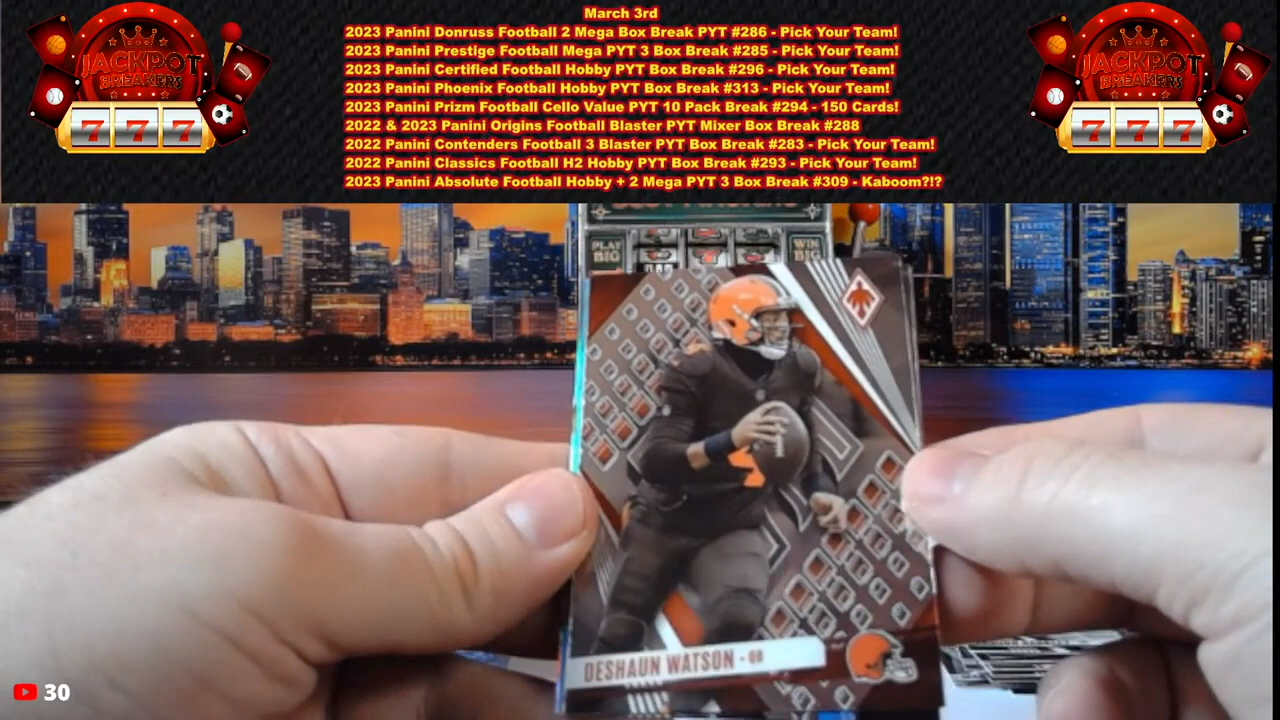 March 3rd
2023 Panini Donruss Football 2 Mega Box Break PYT #286 - Pick Your Team!
2023 Panini Prestige Football Mega PYT 3 Box Break #285 - Pick Your Team!
2023 Panini Certified Football Hobby PYT Box Break #296 - Pick Your Team!
2023 Panini Phoenix Football Hobby PYT Box Break #313 - Pick Your Team!
2023 Panini Prizm Football Cello Value PYT 10 Pack Break #294 - 150 Cards!
2022 & 2023 Panini Origins Football Blaster PYT Mixer Box Break #288
2022 Panini Contenders Football 3 Blaster PYT Box Break #283 - Pick Your Team!
2022 Panini Classics Football H2 Hobby PYT Box Break #293 - Pick Your Team!
2023 Panini Absolute Football Hobby + 2 Mega PYT 3 Box Break #309 - Kaboom?!?
JACKPOT
BREAKERS
7 7 7
JACKPOT
BREAKERS
7 7 7
PLAY BIG
WIN BIG
DESHAUN WATSON - QB
30